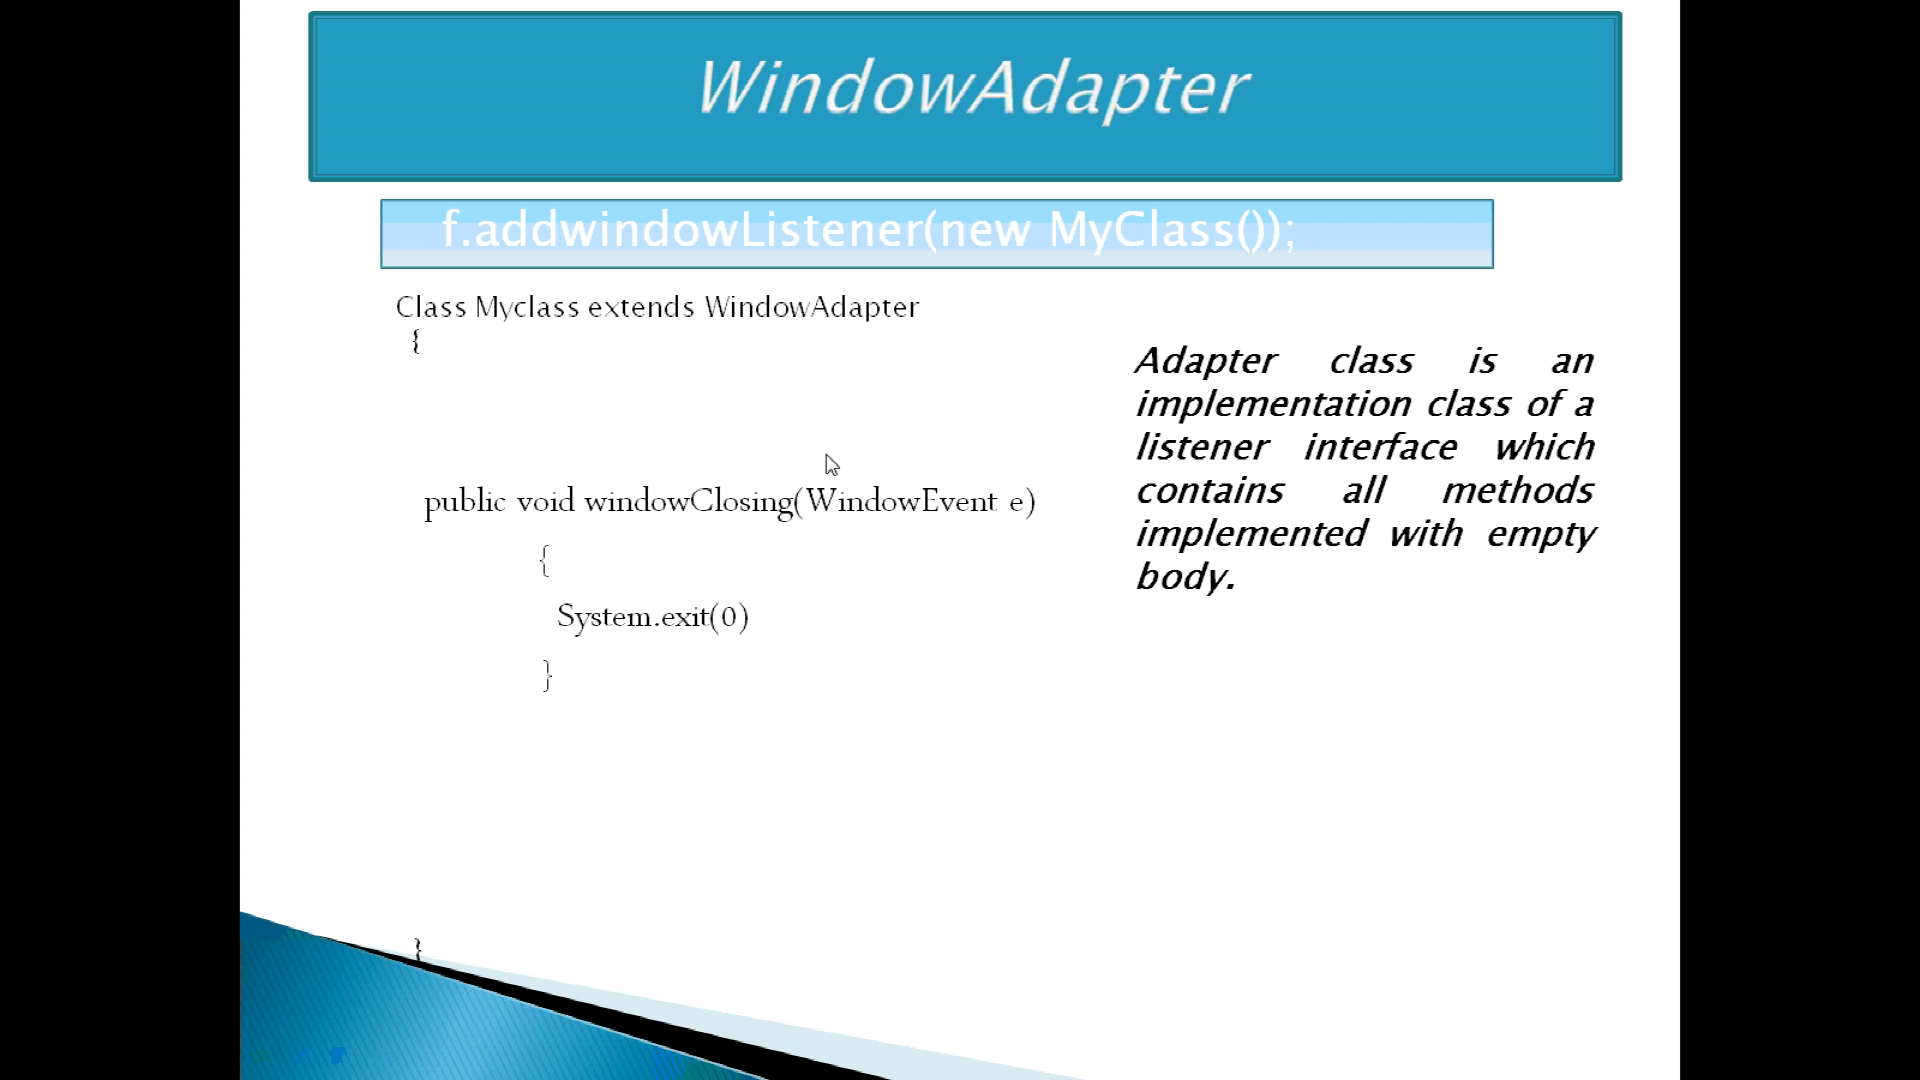 WindowAdapter
f.addwindowListener(new MyClass());
Class Myclass extends WindowAdapter
{
public void windowClosing(WindowEvent e)
{
System.exit(0)
}
}
Adapter class is an
implementation class of a
listener interface which
contains all methods
implemented with empty
body.